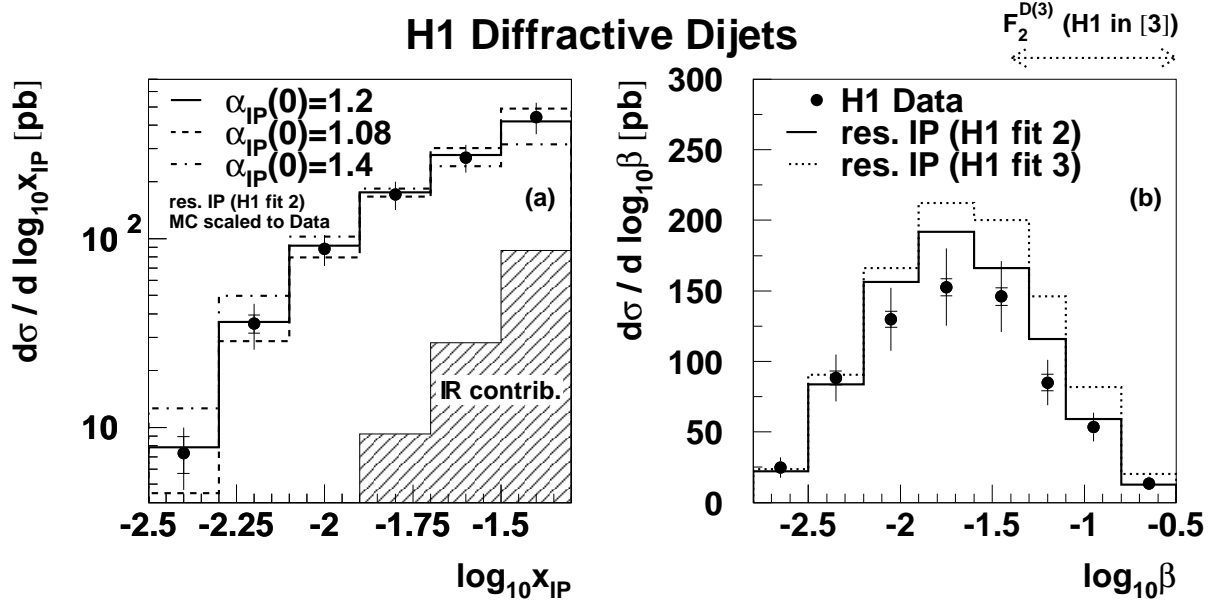 H1 Diffractive Dijets
F₂^D(3) (H1 in [3])
dσ / d log₁₀x_IP [pb]
α_IP(0)=1.2
α_IP(0)=1.08
α_IP(0)=1.4
res. IP (H1 fit 2)
MC scaled to Data
(a)
10²
10
IR contrib.
-2.5 -2.25 -2 -1.75 -1.5
log₁₀x_IP
dσ / d log₁₀β [pb]
300
250
200
150
100
50
0
H1 Data
res. IP (H1 fit 2)
res. IP (H1 fit 3)
(b)
-2.5 -2 -1.5 -1 -0.5
log₁₀β